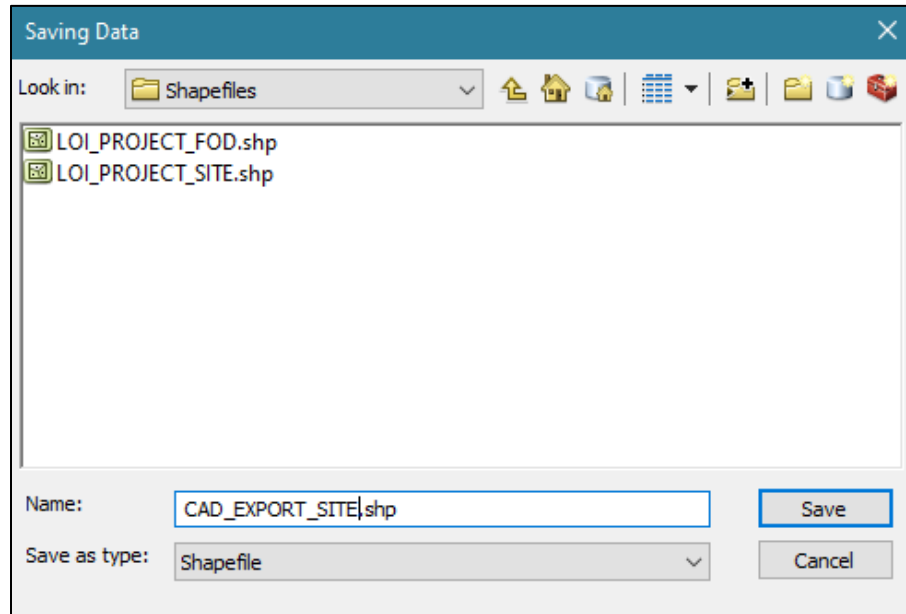 Saving Data
Look in: Shapefiles
LOI_PROJECT_FOD.shp
LOI_PROJECT_SITE.shp
Name: CAD_EXPORT_SITE.shp Save
Save as type: Shapefile Cancel